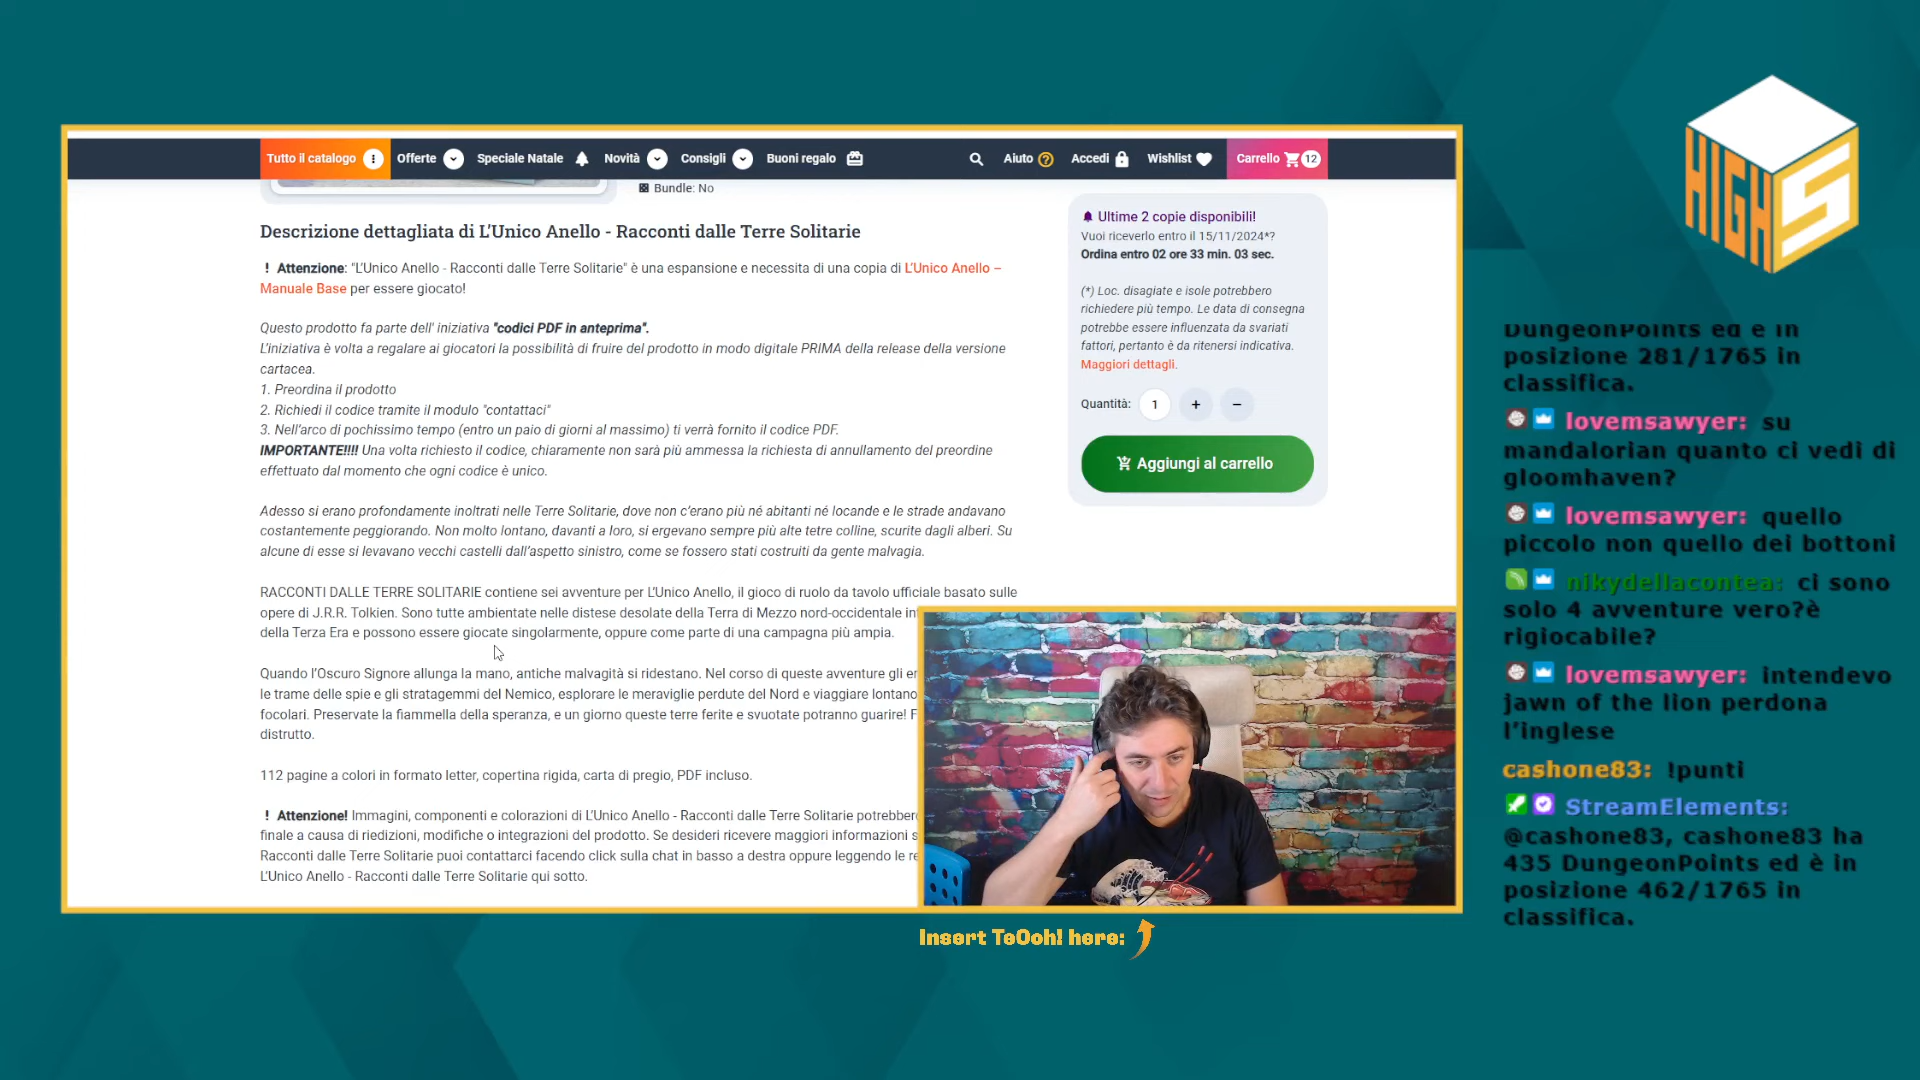 Tutto il catalogo Offerte Speciale Natale Novità Consigli Buoni regalo Aiuto Accedi Wishlist Carrello 12
Bundle: No
Descrizione dettagliata di L'Unico Anello - Racconti dalle Terre Solitarie
! Attenzione: "L'Unico Anello - Racconti dalle Terre Solitarie" è una espansione e necessita di una copia di L'Unico Anello –
Manuale Base per essere giocato!
Questo prodotto fa parte dell' iniziativa "codici PDF in anteprima".
L'iniziativa è volta a regalare ai giocatori la possibilità di fruire del prodotto in modo digitale PRIMA della release della versione
cartacea.
1. Preordina il prodotto
2. Richiedi il codice tramite il modulo "contattaci"
3. Nell'arco di pochissimo tempo (entro un paio di giorni al massimo) ti verrà fornito il codice PDF.
IMPORTANTE!!!! Una volta richiesto il codice, chiaramente non sarà più ammessa la richiesta di annullamento del preordine
effettuato dal momento che ogni codice è unico.
Adesso si erano profondamente inoltrati nelle Terre Solitarie, dove non c'erano più né abitanti né locande e le strade andavano
costantemente peggiorando. Non molto lontano, davanti a loro, si ergevano sempre più alte tetre colline, scurite dagli alberi. Su
alcune di esse si levavano vecchi castelli dall'aspetto sinistro, come se fossero stati costruiti da gente malvagia.
RACCONTI DALLE TERRE SOLITARIE contiene sei avventure per L'Unico Anello, il gioco di ruolo da tavolo ufficiale basato sulle
opere di J.R.R. Tolkien. Sono tutte ambientate nelle distese desolate della Terra di Mezzo nord-occidentale
della Terza Era e possono essere giocate singolarmente, oppure come parte di una campagna più ampia.
Quando l'Oscuro Signore allunga la mano, antiche malvagità si ridestano. Nel corso di queste avventure gli
le trame delle spie e gli stratagemmi del Nemico, esplorare le meraviglie perdute del Nord e viaggiare lontano
focolari. Preservate la fiammella della speranza, e un giorno queste terre ferite e svuotate potranno guarire!
distrutto.
112 pagine a colori in formato letter, copertina rigida, carta di pregio, PDF incluso.
! Attenzione! Immagini, componenti e colorazioni di L'Unico Anello - Racconti dalle Terre Solitarie potrebbero
finale a causa di riedizioni, modifiche o integrazioni del prodotto. Se desideri ricevere maggiori informazioni
Racconti dalle Terre Solitarie puoi contattarci facendo click sulla chat in basso a destra oppure leggendo le
L'Unico Anello - Racconti dalle Terre Solitarie qui sotto.
Ultime 2 copie disponibili!
Vuoi riceverlo entro il 15/11/2024*?
Ordina entro 02 ore 33 min. 03 sec.
(*) Loc. disagiate e isole potrebbero
richiedere più tempo. Le data di consegna
potrebbe essere influenzata da svariati
fattori, pertanto è da ritenersi indicativa.
Maggiori dettagli.
Quantità: 1 + −
Aggiungi al carrello
Insert TeOoh! here:
HIGH 5
DungeonPoints ed è in
posizione 281/1765 in
classifica.
lovemsawyer: su
mandalorian quanto ci vedi di
gloomhaven?
lovemsawyer: quello
piccolo non quello dei bottoni
nikydellacontea: ci sono
solo 4 avventure vero?è
rigiocabile?
lovemsawyer: intendevo
jawn of the lion perdona
l'inglese
cashone83: !punti
StreamElements:
@cashone83, cashone83 ha
435 DungeonPoints ed è in
posizione 462/1765 in
classifica.